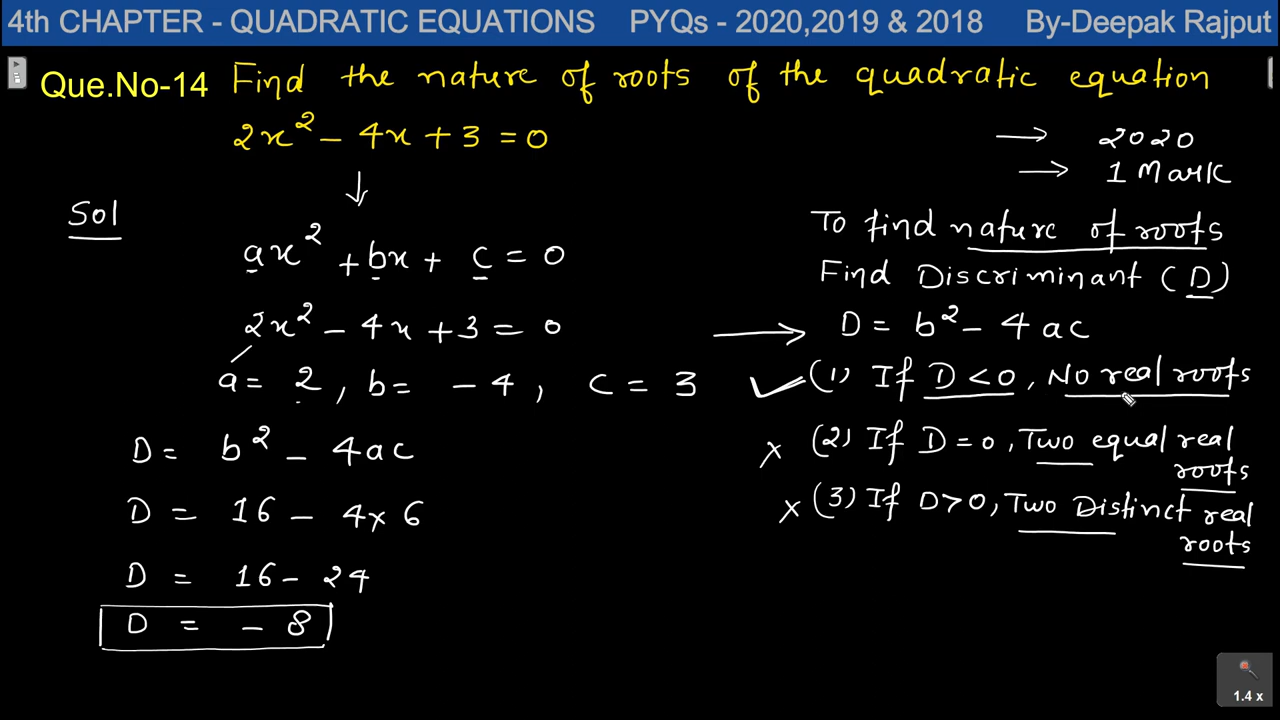 4th CHAPTER - QUADRATIC EQUATIONS PYQs - 2020,2019 & 2018 By-Deepak Rajput
Que.No-14 Find the nature of roots of the quadratic equation
2x² - 4x + 3 = 0
→ 2020
→ 1 Mark
Sol
↓
ax² + bx + c = 0
2x² - 4x + 3 = 0
a = 2, b = - 4, c = 3
D = b² - 4ac
D = 16 - 4x6
D = 16 - 24
D = - 8
To find nature of roots
Find Discriminant (D)
→ D = b² - 4ac
✓ (1) If D < 0, No real roots
x (2) If D = 0, Two equal real
roots
x (3) If D > 0, Two Distinct real
roots
1.4 x